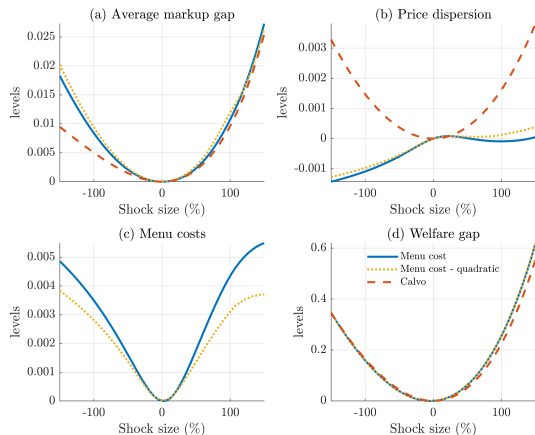 (a) Average markup gap
levels
0.025
0.02
0.015
0.01
0.005
0
-100 0 100
Shock size (%)
(b) Price dispersion
levels
0.003
0.002
0.001
0
-0.001
-100 0 100
Shock size (%)
(c) Menu costs
levels
0.005
0.004
0.003
0.002
0.001
0
-100 0 100
Shock size (%)
(d) Welfare gap
levels
0.6
0.4
0.2
0
Menu cost
Menu cost - quadratic
Calvo
-100 0 100
Shock size (%)